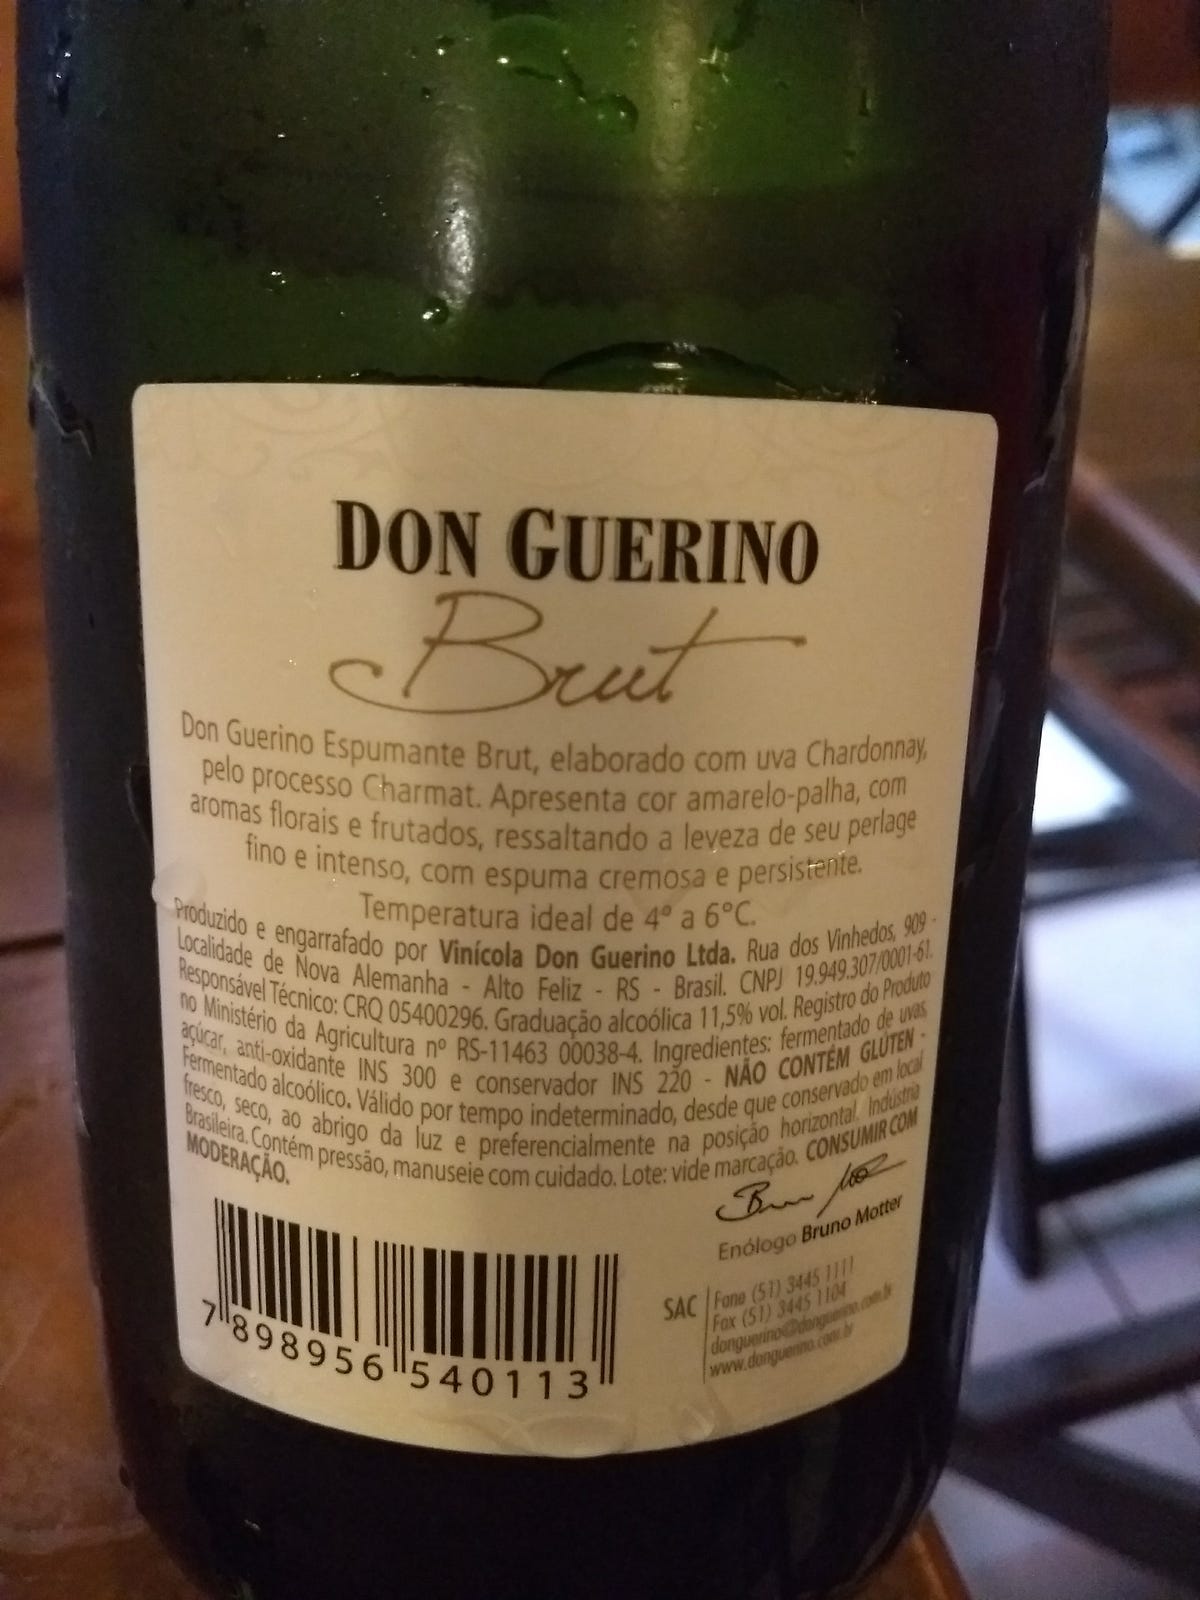 DON GUERINO
Brut
Don Guerino Espumante Brut, elaborado com uva Chardonnay,
pelo processo Charmat. Apresenta cor amarelo-palha, com
aromas florais e frutados, ressaltando a leveza de seu perlage
fino e intenso, com espuma cremosa e persistente.
Temperatura ideal de 4º a 6°C.
Produzido e engarrafado por Vinícola Don Guerino Ltda. Rua dos Vinhedos, 909 -
Localidade de Nova Alemanha - Alto Feliz - RS - Brasil. CNPJ 19.949.307/0001-61.
Responsável Técnico: CRQ 05400296. Graduação alcoólica 11,5% vol. Registro do Produto
no Ministério da Agricultura nº RS-11463 00038-4. Ingredientes: fermentado de uvas,
açúcar, anti-oxidante INS 300 e conservador INS 220 - NÃO CONTÉM GLÚTEN -
Fermentado alcoólico. Válido por tempo indeterminado, desde que conservado em local
fresco, seco, ao abrigo da luz e preferencialmente na posição horizontal. Indústria
Brasileira. Contém pressão, manuseie com cuidado. Lote: vide marcação. CONSUMIR COM
MODERAÇÃO.
Enólogo Bruno Motter
SAC
Fone (51) 3445 1111
Fax (51) 3445 1104
donguerino@donguerino.com.br
www.donguerino.com.br
7 898956 540113